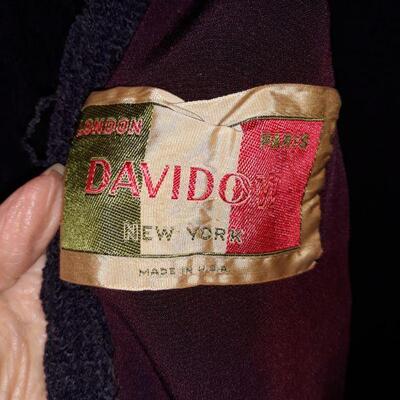 LONDON PARIS
DAVIDOW
NEW YORK
MADE IN U.S.A.